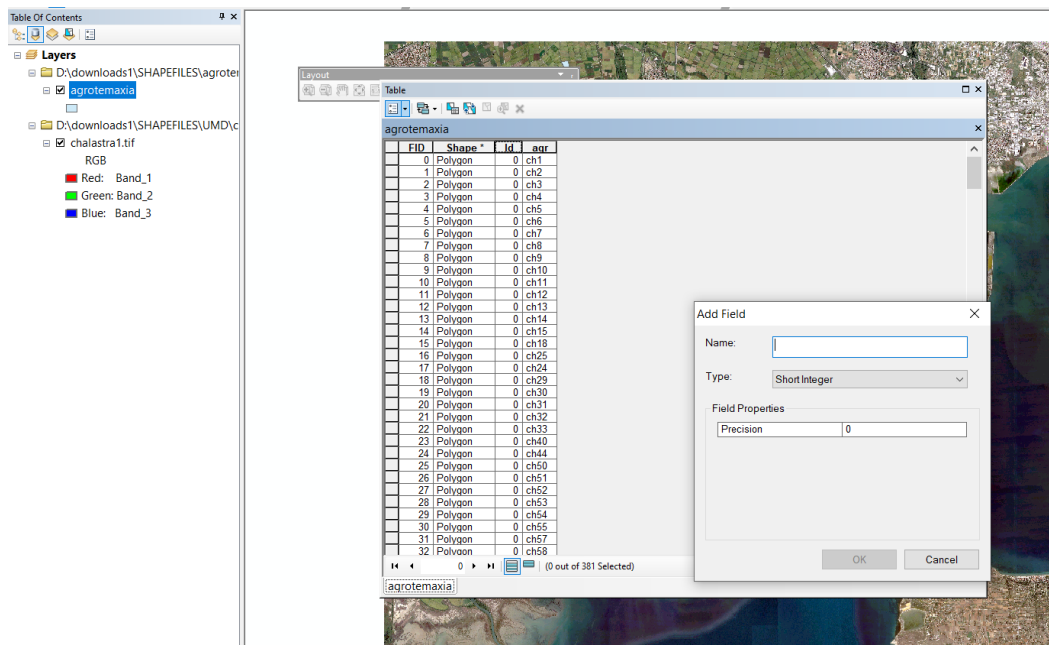 Table Of Contents
Layers
D:\downloads1\SHAPEFILES\agroter
agrotemaxia
D:\downloads1\SHAPEFILES\UMD\c
chalastra1.tif
RGB
Red: Band_1
Green: Band_2
Blue: Band_3
Layout
Table
agrotemaxia
FID Shape * Id agr
0 Polygon 0 ch1
1 Polygon 0 ch2
2 Polygon 0 ch3
3 Polygon 0 ch4
4 Polygon 0 ch5
5 Polygon 0 ch6
6 Polygon 0 ch7
7 Polygon 0 ch8
8 Polygon 0 ch9
9 Polygon 0 ch10
10 Polygon 0 ch11
11 Polygon 0 ch12
12 Polygon 0 ch13
13 Polygon 0 ch14
14 Polygon 0 ch15
15 Polygon 0 ch18
16 Polygon 0 ch25
17 Polygon 0 ch24
18 Polygon 0 ch29
19 Polygon 0 ch30
20 Polygon 0 ch31
21 Polygon 0 ch32
22 Polygon 0 ch33
23 Polygon 0 ch40
24 Polygon 0 ch44
25 Polygon 0 ch50
26 Polygon 0 ch51
27 Polygon 0 ch52
28 Polygon 0 ch53
29 Polygon 0 ch54
30 Polygon 0 ch55
31 Polygon 0 ch57
32 Polygon 0 ch58
0
(0 out of 381 Selected)
agrotemaxia
Add Field
Name:
Type: Short Integer
Field Properties
Precision 0
OK Cancel